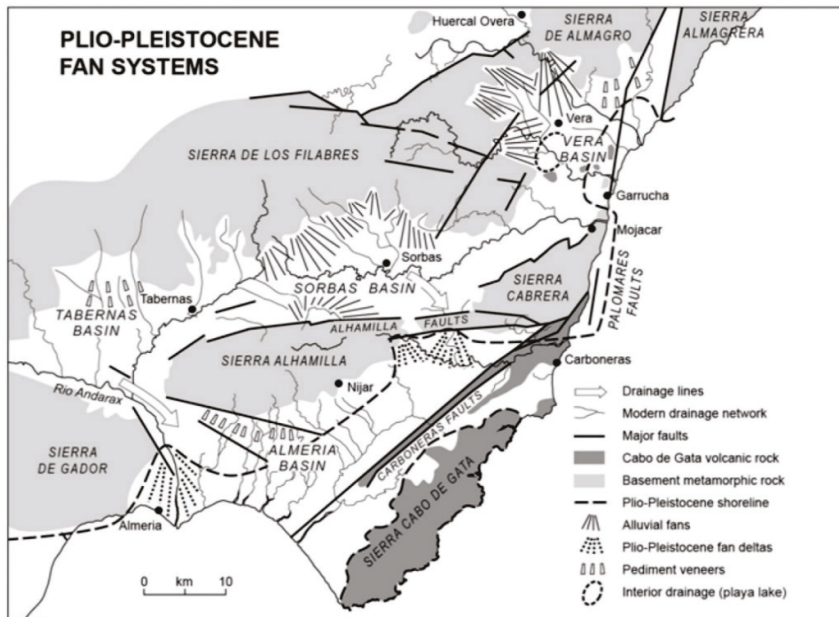 PLIO-PLEISTOCENE
FAN SYSTEMS
Huercal Overa
SIERRA
DE ALMAGRO
SIERRA
ALMAGRERA
Vera
VERA
BASIN
SIERRA DE LOS FILABRES
Garrucha
Mojacar
Sorbas
SORBAS BASIN
SIERRA
CABRERA
PALOMARES
FAULTS
Tabernas
TABERNAS
BASIN
ALHAMILLA FAULTS
SIERRA ALHAMILLA
Carboneras
Rio Andarax
Nijar
CARBONERAS FAULTS
SIERRA
DE GADOR
ALMERIA
BASIN
SIERRA CABO DE GATA
Almeria
0 km 10
Drainage lines
Modern drainage network
Major faults
Cabo de Gata volcanic rock
Basement metamorphic rock
Plio-Pleistocene shoreline
Alluvial fans
Plio-Pleistocene fan deltas
Pediment veneers
Interior drainage (playa lake)